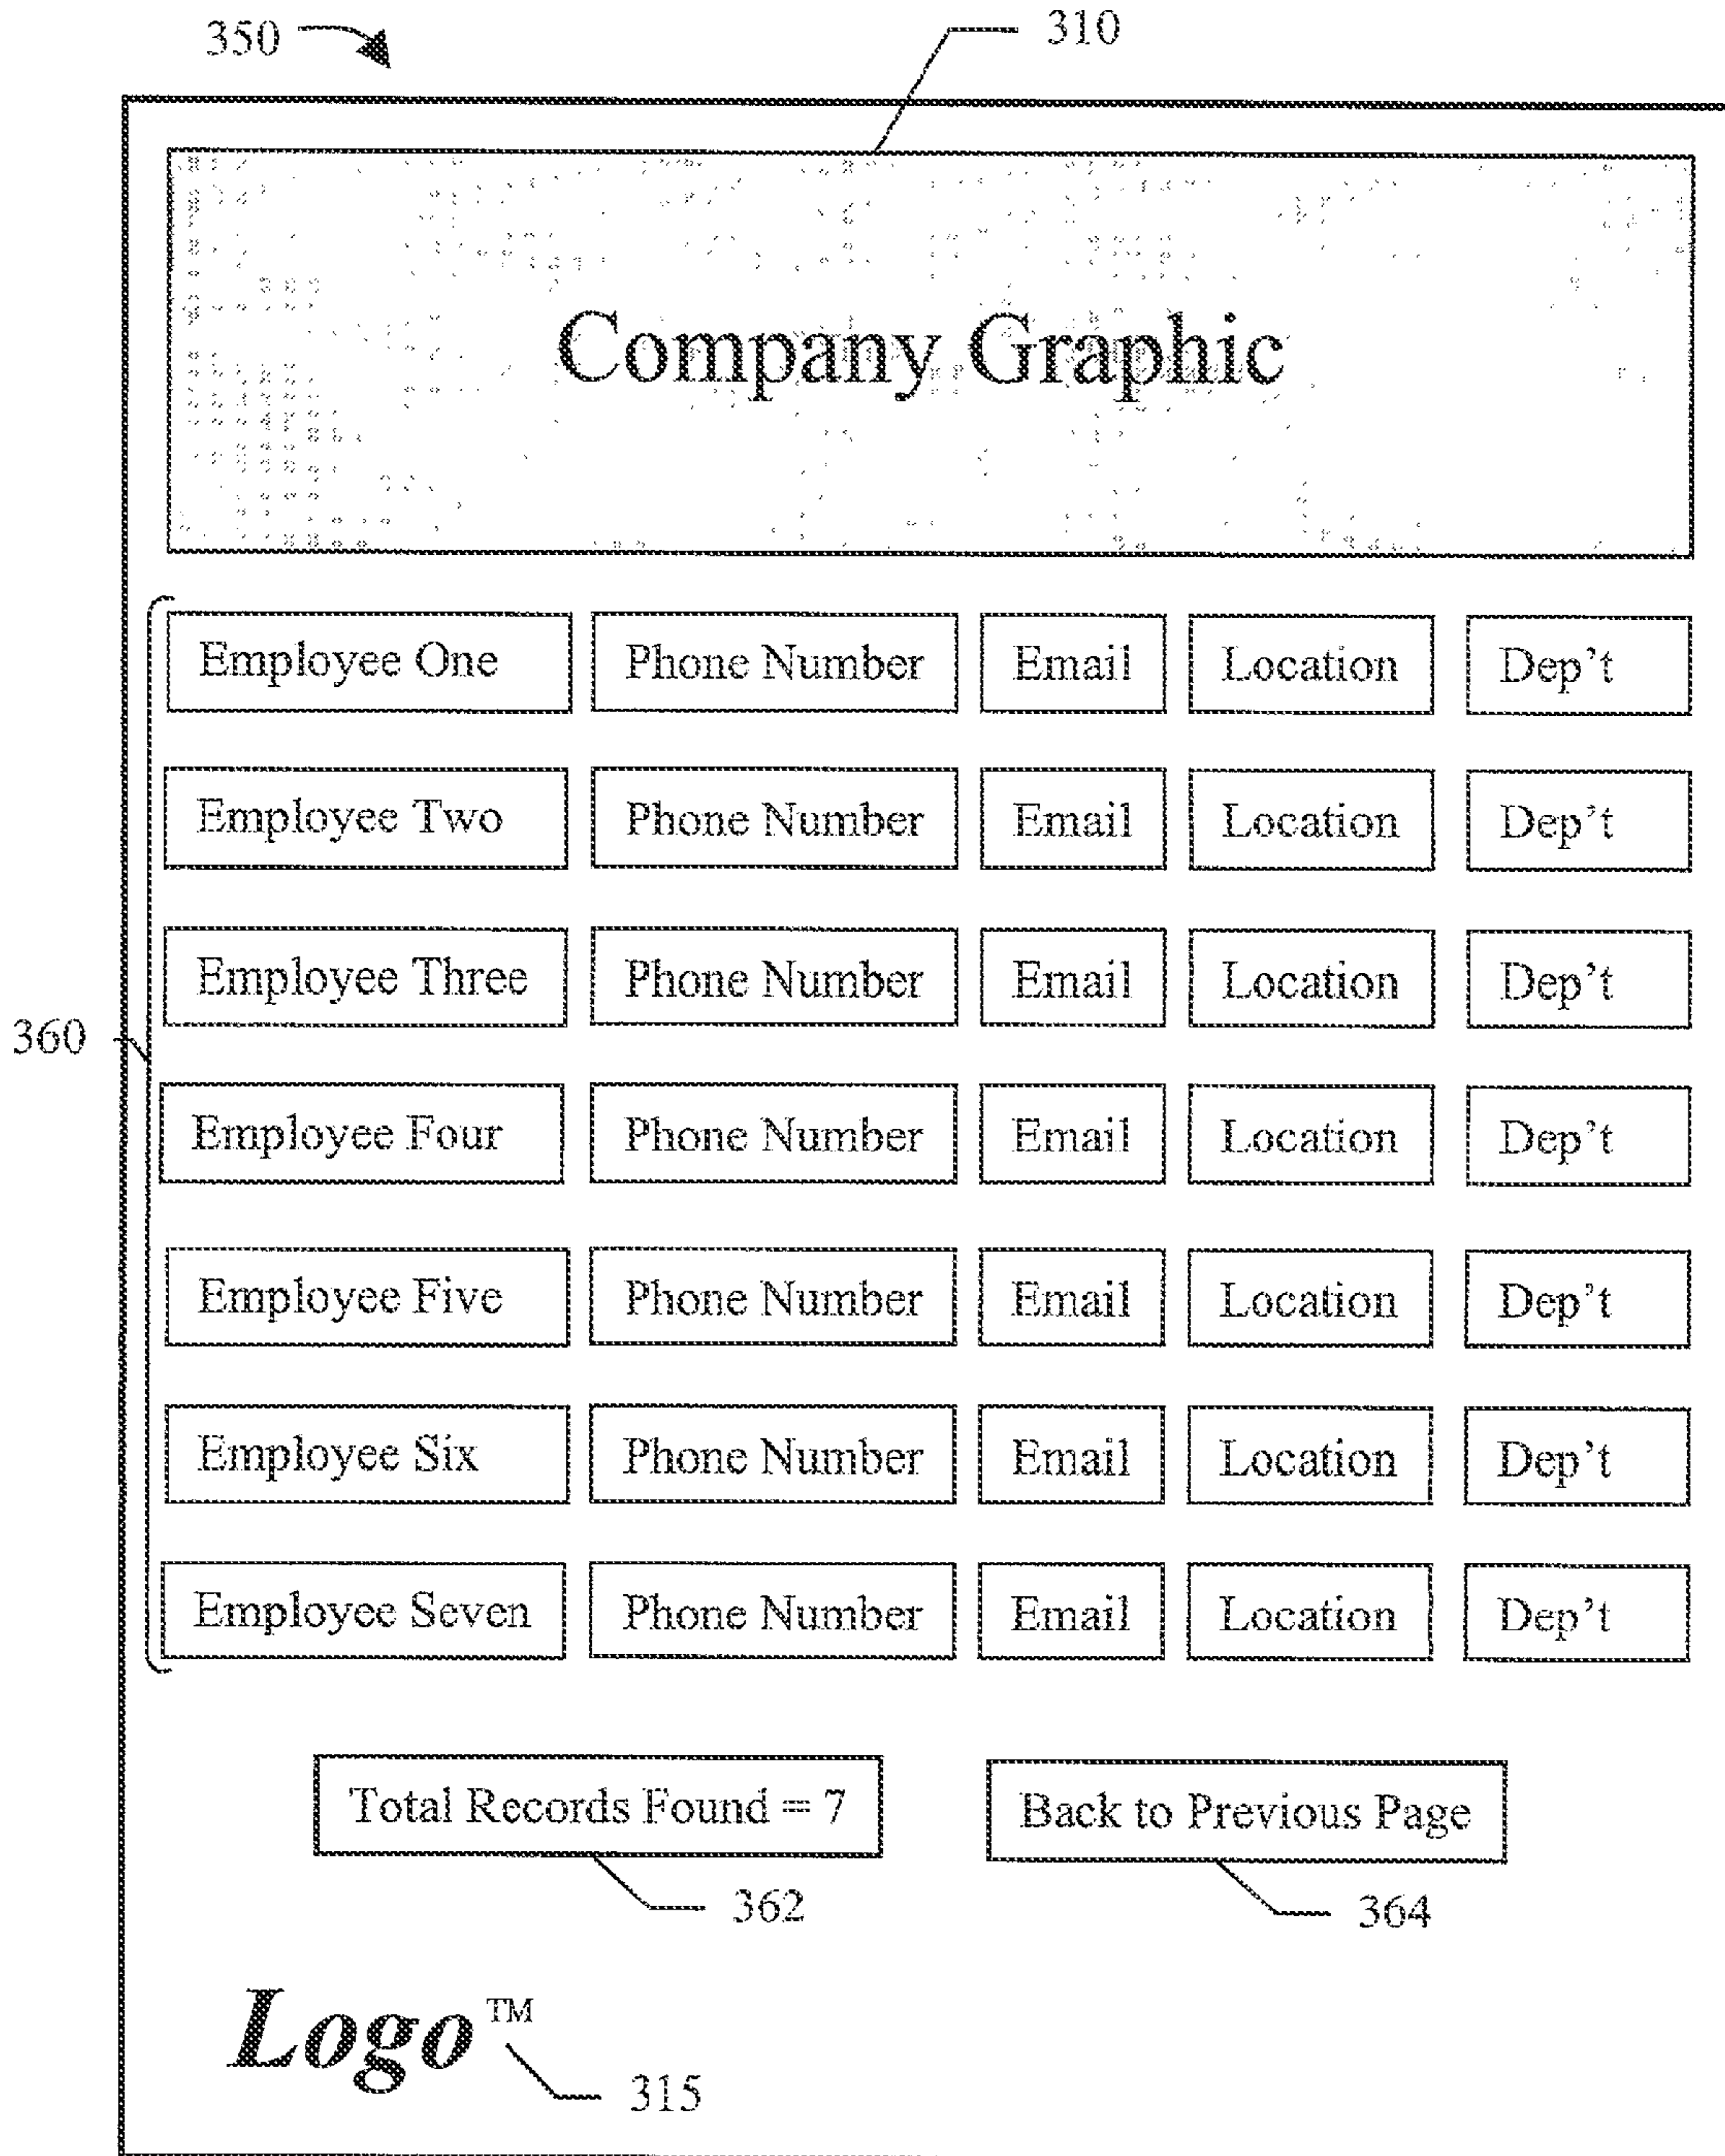 350
310
Company Graphic
Employee One Phone Number Email Location Dep't
Employee Two Phone Number Email Location Dep't
Employee Three Phone Number Email Location Dep't
360
Employee Four Phone Number Email Location Dep't
Employee Five Phone Number Email Location Dep't
Employee Six Phone Number Email Location Dep't
Employee Seven Phone Number Email Location Dep't
Total Records Found = 7 Back to Previous Page
362 364
Logo™
315